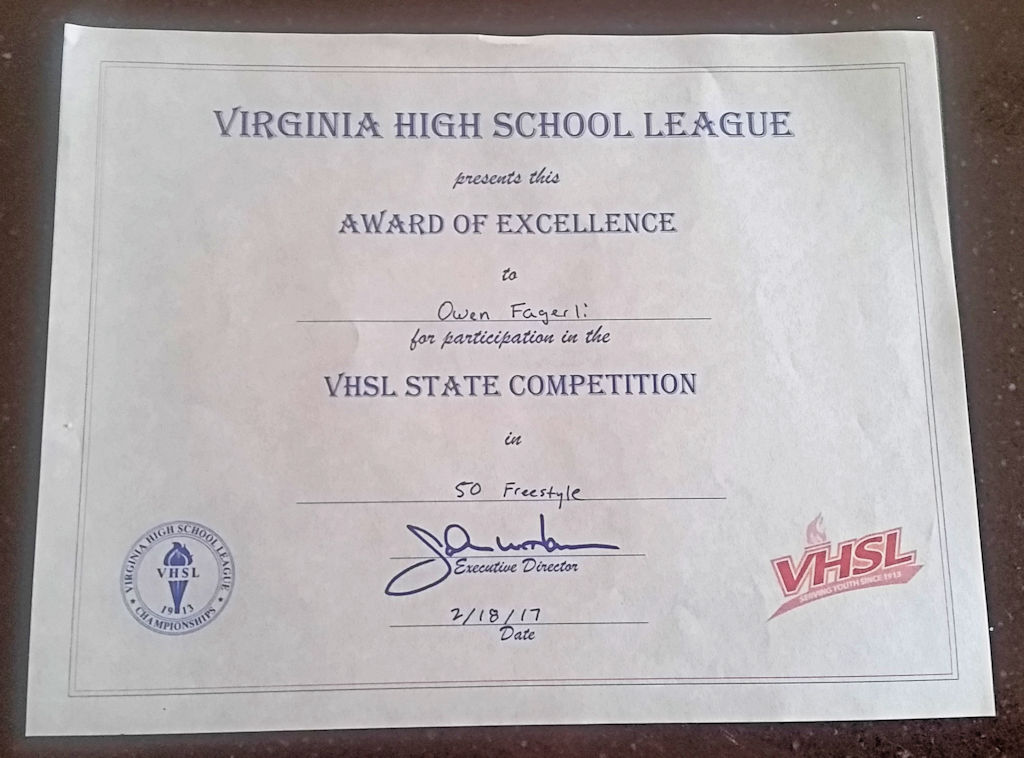 VIRGINIA HIGH SCHOOL LEAGUE
presents this
AWARD OF EXCELLENCE
to
Owen Fagerli
for participation in the
VHSL STATE COMPETITION
in
50 Freestyle
Executive Director
2/18/17
Date
VIRGINIA HIGH SCHOOL LEAGUE
VHSL
1913
CHAMPIONSHIPS
VHSL
SERVING YOUTH SINCE 1913